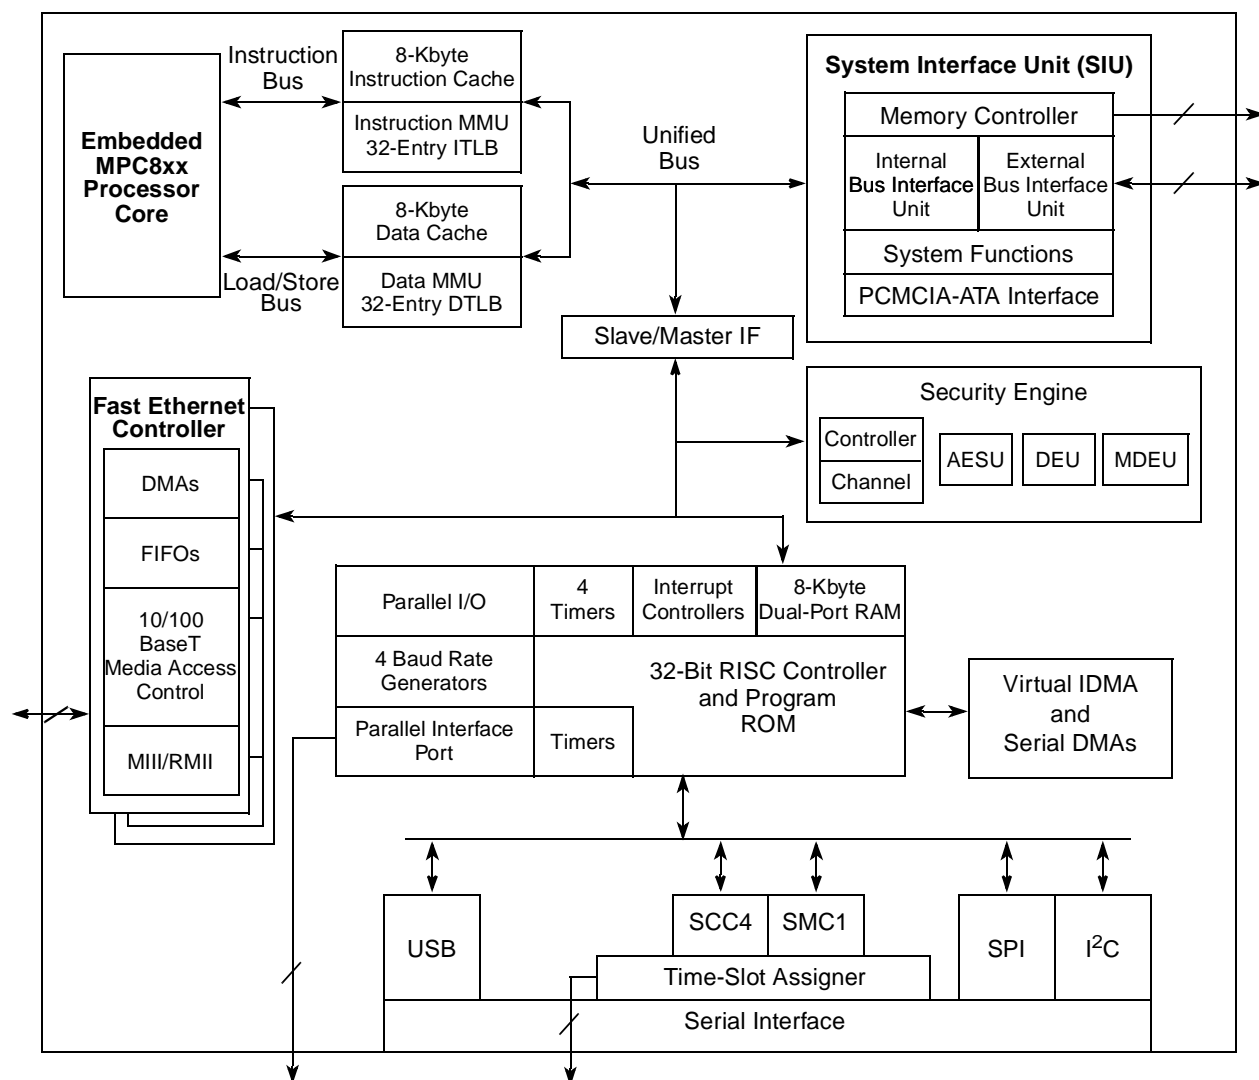 Instruction
Bus
8-Kbyte
Instruction Cache
Instruction MMU
32-Entry ITLB
Embedded
MPC8xx
Processor
Core
8-Kbyte
Data Cache
Data MMU
32-Entry DTLB
Load/Store
Bus
Unified
Bus
System Interface Unit (SIU)
Memory Controller
Internal
Bus Interface
Unit
External
Bus Interface
Unit
System Functions
PCMCIA-ATA Interface
Slave/Master IF
Security Engine
Controller
Channel
AESU
DEU
MDEU
Fast Ethernet
Controller
DMAs
FIFOs
10/100
BaseT
Media Access
Control
MIII/RMII
Parallel I/O
4
Timers
Interrupt
Controllers
8-Kbyte
Dual-Port RAM
4 Baud Rate
Generators
Parallel Interface
Port
Timers
32-Bit RISC Controller
and Program
ROM
Virtual IDMA
and
Serial DMAs
USB
SCC4
SMC1
SPI
I²C
Time-Slot Assigner
Serial Interface